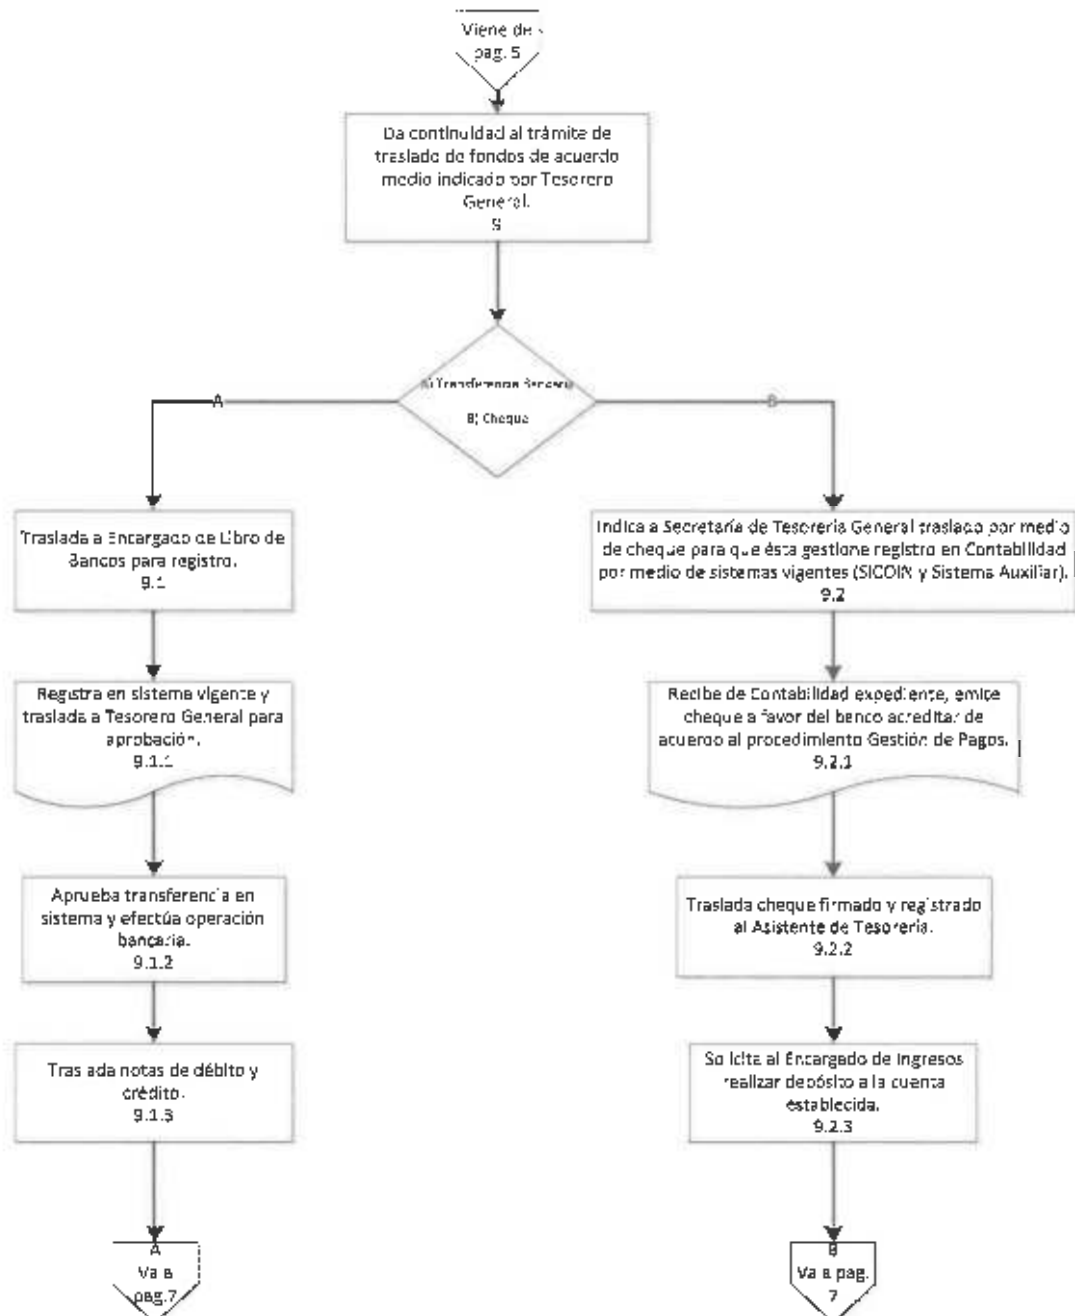 Viene de
pag. 5
Da continuidad al trámite de
traslado de fondos de acuerdo
medio indicado por Tesorero
General.
9
A) Transferencia Bancaria
B) Cheque
A
B
Traslada a Encargado de Libro de
Bancos para registro.
9.1
Indica a Secretaría de Tesorería General traslado por medio
de cheque para que ésta gestione registro en Contabilidad
por medio de sistemas vigentes (SICOIN y Sistema Auxiliar).
9.2
Registra en sistema vigente y
traslada a Tesorero General para
aprobación.
9.1.1
Recibe de Contabilidad expediente, emite
cheque a favor del banco acreditar de
acuerdo al procedimiento Gestión de Pagos.
9.2.1
Aprueba transferencia en
sistema y efectúa operación
bancaria.
9.1.2
Traslada cheque firmado y registrado
al Asistente de Tesorería.
9.2.2
Traslada notas de débito y
crédito.
9.1.3
Solicita al Encargado de Ingresos
realizar depósito a la cuenta
establecida.
9.2.3
A
Va a
pag.7
B
Va a pag.
7